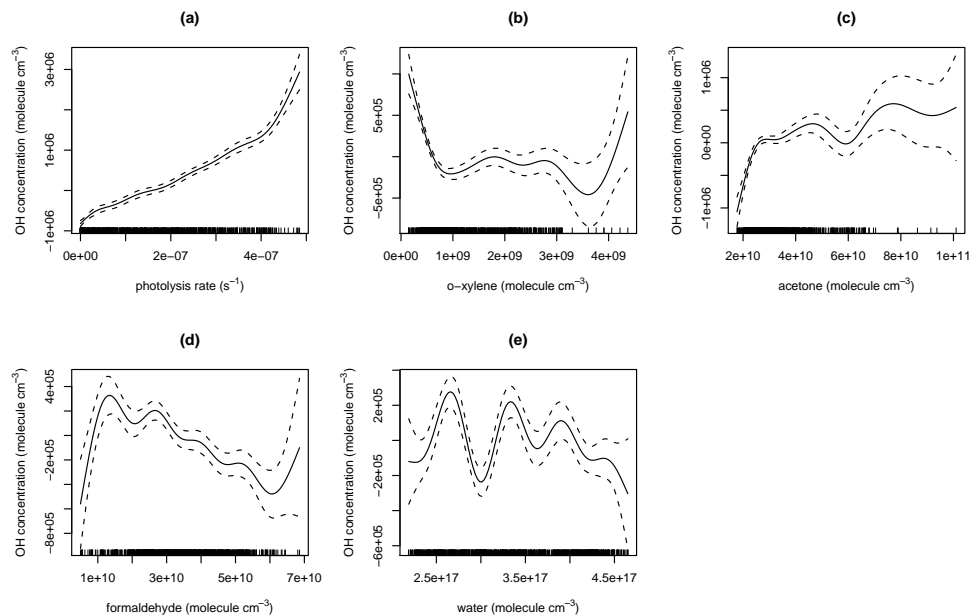 (a)
OH concentration (molecule cm−3)
3e+06
1e+06
−1e+06
0e+00 2e−07 4e−07
photolysis rate (s−1)
(b)
OH concentration (molecule cm−3)
5e+05
−5e+05
0e+00 1e+09 2e+09 3e+09 4e+09
o−xylene (molecule cm−3)
(c)
OH concentration (molecule cm−3)
1e+06
0e+00
−1e+06
2e+10 4e+10 6e+10 8e+10 1e+11
acetone (molecule cm−3)
(d)
OH concentration (molecule cm−3)
4e+05
−2e+05
−8e+05
1e+10 3e+10 5e+10 7e+10
formaldehyde (molecule cm−3)
(e)
OH concentration (molecule cm−3)
2e+05
−2e+05
−6e+05
2.5e+17 3.5e+17 4.5e+17
water (molecule cm−3)